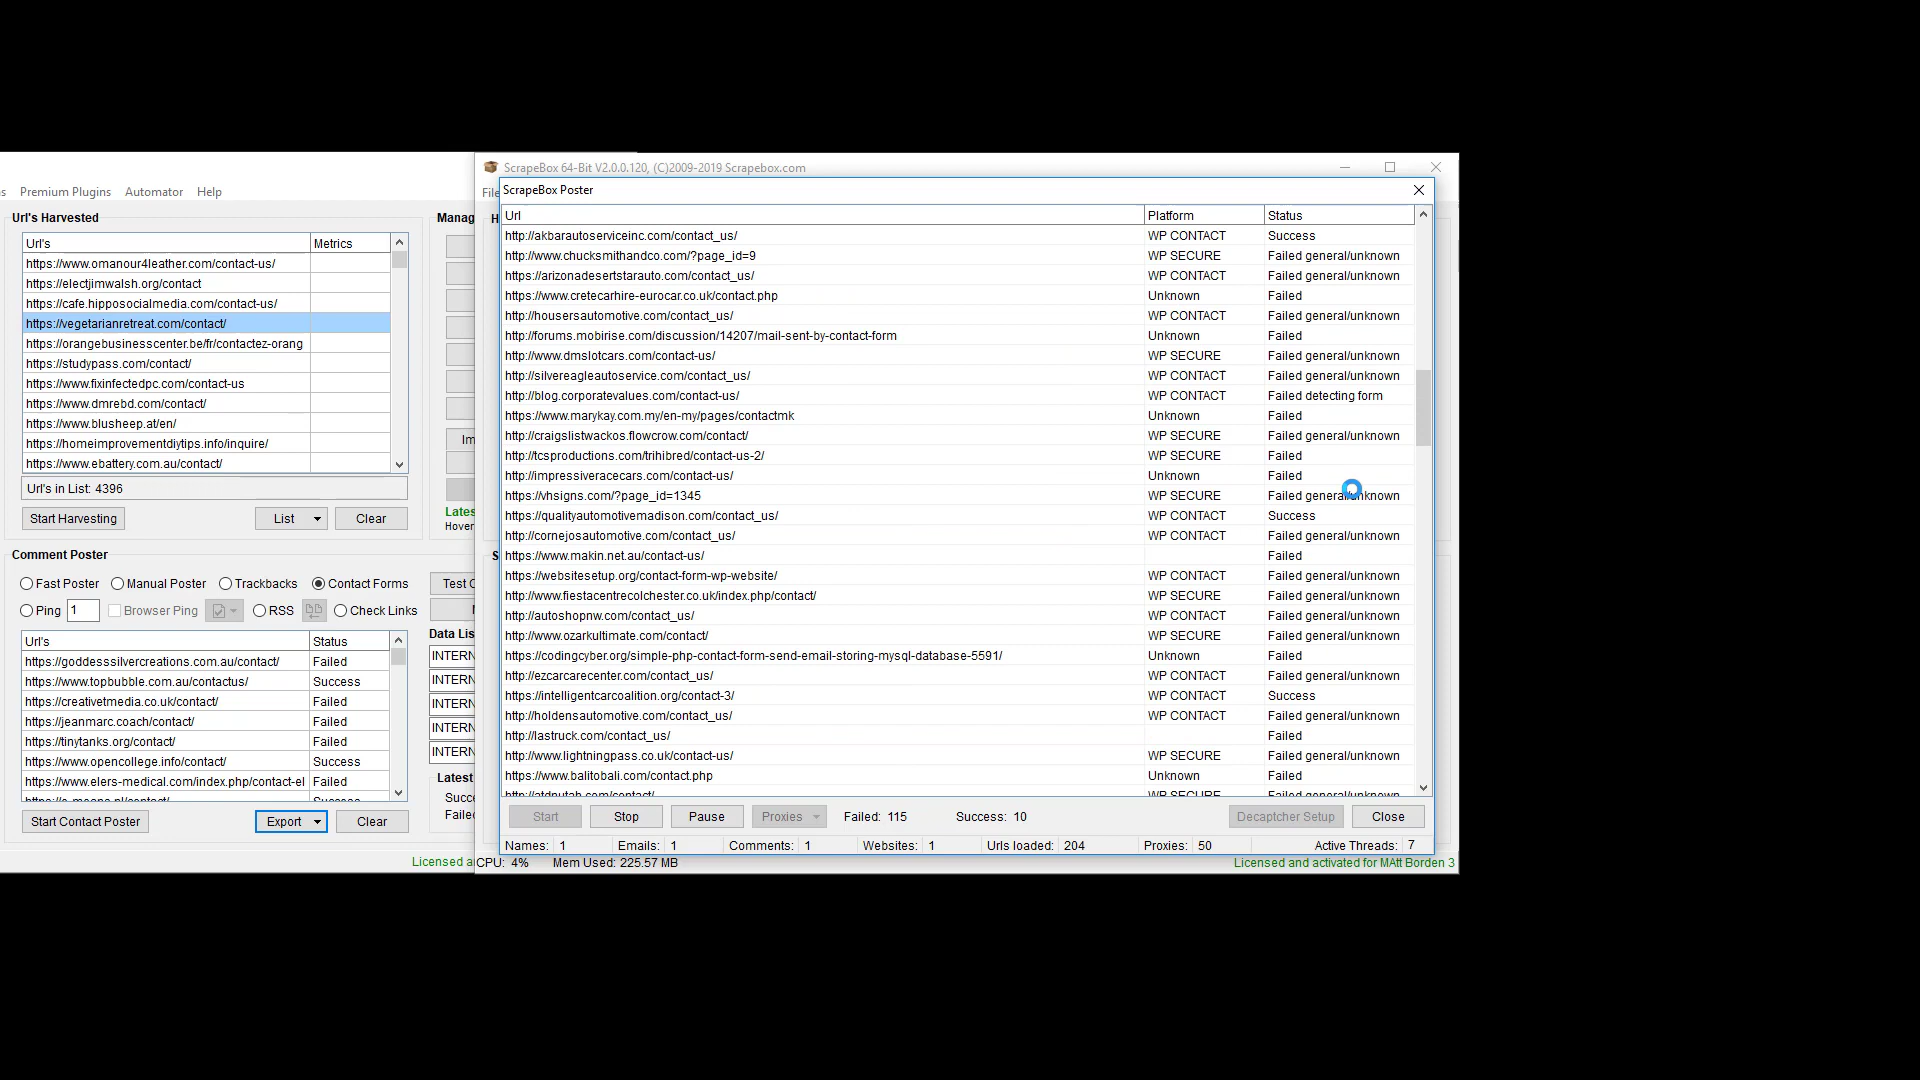 s Premium Plugins Automator Help
Url's Harvested
Url's Metrics
https://www.omanour4leather.com/contact-us/
https://electjimwalsh.org/contact
https://cafe.hipposocialmedia.com/contact-us/
https://vegetarianretreat.com/contact/
https://orangebusinesscenter.be/fr/contactez-orang
https://studypass.com/contact/
https://www.fixinfectedpc.com/contact-us
https://www.dmrebd.com/contact/
https://www.blusheep.at/en/
https://homeimprovementdiytips.info/inquire/
https://www.ebattery.com.au/contact/
Url's in List: 4396
Start Harvesting List Clear
Manag
Im
Lates
Hover
Comment Poster
Fast Poster Manual Poster Trackbacks Contact Forms
Ping 1 Browser Ping RSS Check Links
Test C
Url's Status
https://goddesssilvercreations.com.au/contact/ Failed
https://www.topbubble.com.au/contactus/ Success
https://creativetmedia.co.uk/contact/ Failed
https://jeanmarc.coach/contact/ Failed
https://tinytanks.org/contact/ Failed
https://www.opencollege.info/contact/ Success
https://www.elers-medical.com/index.php/contact-el Failed
Start Contact Poster Export Clear
Data Lis
INTERN
INTERN
INTERN
INTERN
INTERN
Latest
Succe
Failed
Licensed a
ScrapeBox 64-Bit V2.0.0.120, (C)2009-2019 Scrapebox.com
File
ScrapeBox Poster
Url Platform Status
http://akbarautoserviceinc.com/contact_us/ WP CONTACT Success
http://www.chucksmithandco.com/?page_id=9 WP SECURE Failed general/unknown
https://arizonadesertstarauto.com/contact_us/ WP CONTACT Failed general/unknown
https://www.cretecarhire-eurocar.co.uk/contact.php Unknown Failed
http://housersautomotive.com/contact_us/ WP CONTACT Failed general/unknown
http://forums.mobirise.com/discussion/14207/mail-sent-by-contact-form Unknown Failed
http://www.dmslotcars.com/contact-us/ WP SECURE Failed general/unknown
http://silvereagleautoservice.com/contact_us/ WP CONTACT Failed general/unknown
http://blog.corporatevalues.com/contact-us/ WP CONTACT Failed detecting form
https://www.marykay.com.my/en-my/pages/contactmk Unknown Failed
http://craigslistwackos.flowcrow.com/contact/ WP SECURE Failed general/unknown
http://tcsproductions.com/trihibred/contact-us-2/ WP SECURE Failed
http://impressiveracecars.com/contact-us/ Unknown Failed
https://vhsigns.com/?page_id=1345 WP SECURE Failed general/unknown
https://qualityautomotivemadison.com/contact_us/ WP CONTACT Success
http://cornejosautomotive.com/contact_us/ WP CONTACT Failed general/unknown
https://www.makin.net.au/contact-us/ Failed
https://websitesetup.org/contact-form-wp-website/ WP CONTACT Failed general/unknown
https://www.fiestacentrecolchester.co.uk/index.php/contact/ WP SECURE Failed general/unknown
http://autoshopnw.com/contact_us/ WP CONTACT Failed general/unknown
http://www.ozarkultimate.com/contact/ WP SECURE Failed general/unknown
https://codingcyber.org/simple-php-contact-form-send-email-storing-mysql-database-5591/ Unknown Failed
http://ezcarcarecenter.com/contact_us/ WP CONTACT Failed general/unknown
https://intelligentcarcoalition.org/contact-3/ WP CONTACT Success
http://holdensautomotive.com/contact_us/ WP CONTACT Failed general/unknown
http://lastruck.com/contact_us/ Failed
http://www.lightningpass.co.uk/contact-us/ WP SECURE Failed general/unknown
https://www.balitobali.com/contact.php Unknown Failed
Start Stop Pause Proxies Failed: 115 Success: 10 Decaptcher Setup Close
Names: 1 Emails: 1 Comments: 1 Websites: 1 Urls loaded: 204 Proxies: 50 Active Threads: 7
CPU: 4% Mem Used: 225.57 MB Licensed and activated for MAtt Borden 3